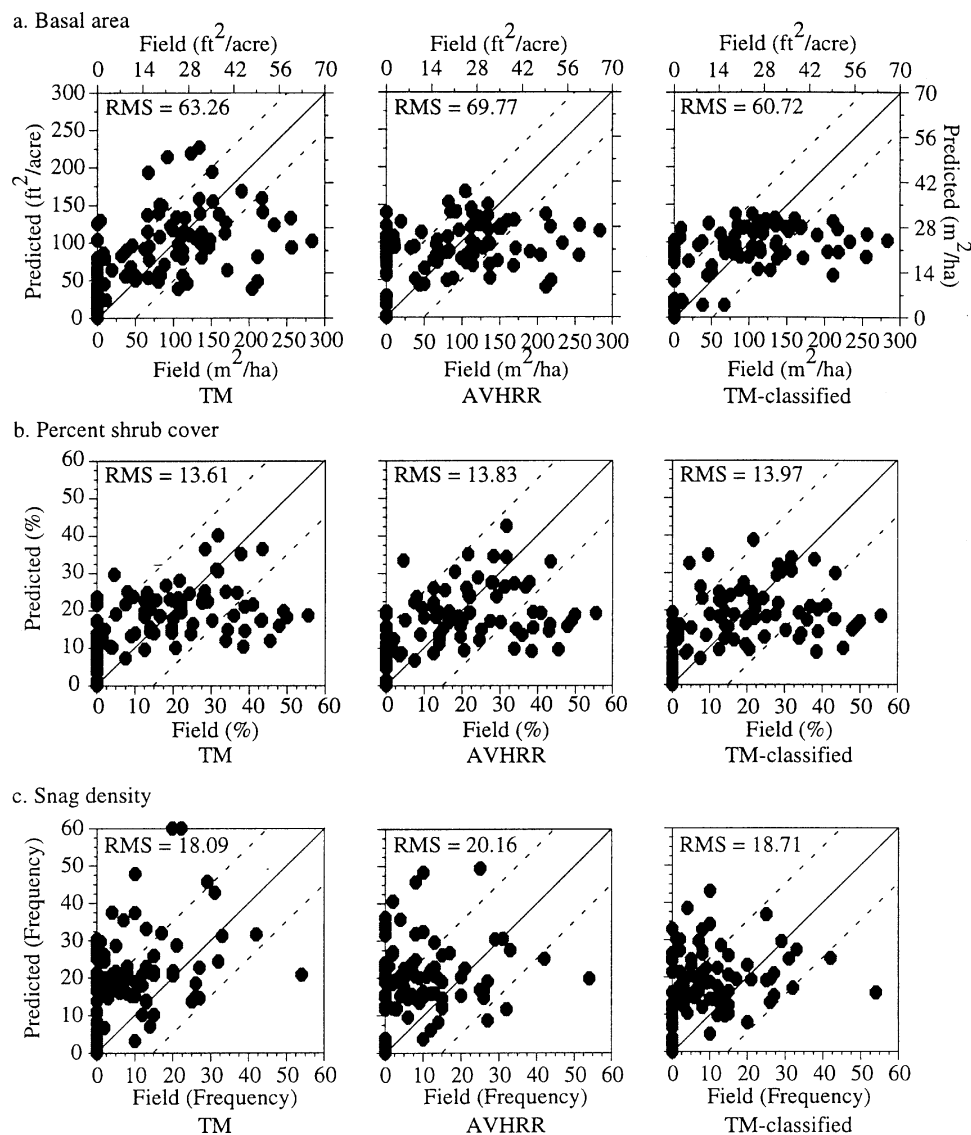 a. Basal area
Field (ft²/acre) Field (ft²/acre) Field (ft²/acre)
0 14 28 42 56 70 0 14 28 42 56 70 0 14 28 42 56 70
RMS = 63.26 RMS = 69.77 RMS = 60.72
Predicted (ft²/acre)
300
250
200
150
100
50
0
Predicted (m²/ha)
70
56
42
28
14
0
0 50 100 150 200 250 300 0 50 100 150 200 250 300 0 50 100 150 200 250 300
Field (m²/ha) Field (m²/ha) Field (m²/ha)
TM AVHRR TM-classified
b. Percent shrub cover
RMS = 13.61 RMS = 13.83 RMS = 13.97
Predicted (%)
60
50
40
30
20
10
0
0 10 20 30 40 50 60 0 10 20 30 40 50 60 0 10 20 30 40 50 60
Field (%) Field (%) Field (%)
TM AVHRR TM-classified
c. Snag density
RMS = 18.09 RMS = 20.16 RMS = 18.71
Predicted (Frequency)
60
50
40
30
20
10
0
0 10 20 30 40 50 60 0 10 20 30 40 50 60 0 10 20 30 40 50 60
Field (Frequency) Field (Frequency) Field (Frequency)
TM AVHRR TM-classified